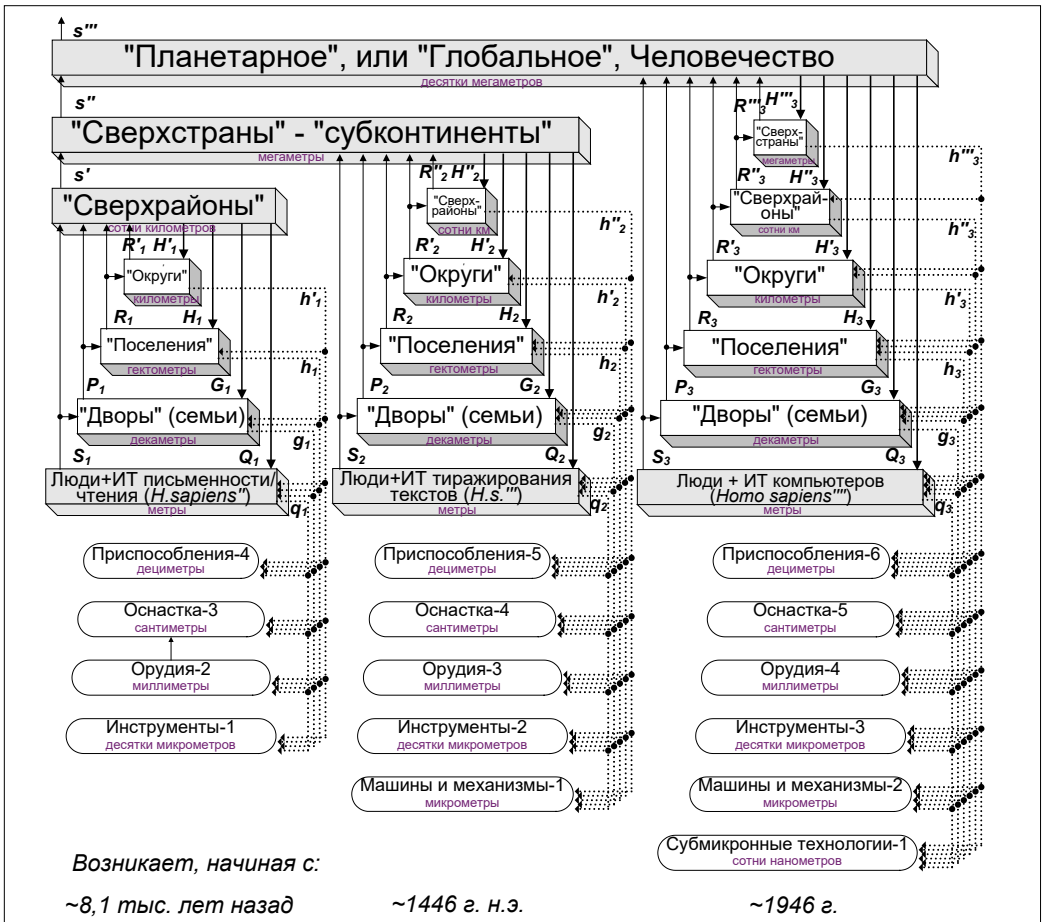 s'''
"Планетарное", или "Глобальное", Человечество
десятки мегаметров
s''
"Сверхстраны" - "субконтиненты"
мегаметры
s'
"Сверхрайоны"
сотни километров
R'1 H'1
"Округи"
километры
h'1
R1 H1
"Поселения"
гектометры
h1
P1 G1
"Дворы" (семьи)
декаметры
g1
S1 Q1
Люди+ИТ письменности/
чтения (H.sapiens'')
метры
q1
Приспособления-4
дециметры
Оснастка-3
сантиметры
Орудия-2
миллиметры
Инструменты-1
десятки микрометров
R''2 H''2
"Сверх-
районы"
сотни км
h''2
R'2 H'2
"Округи"
километры
h'2
R2 H2
"Поселения"
гектометры
h2
P2 G2
"Дворы" (семьи)
декаметры
g2
S2 Q2
Люди+ИТ тиражирования
текстов (H.s.''')
метры
q2
Приспособления-5
дециметры
Оснастка-4
сантиметры
Орудия-3
миллиметры
Инструменты-2
десятки микрометров
Машины и механизмы-1
микрометры
R'''3 H'''3
"Сверх-
страны"
мегаметры
h'''3
R''3 H''3
"Сверхрай-
оны"
сотни км
h''3
R'3 H'3
"Округи"
километры
h'3
R3 H3
"Поселения"
гектометры
h3
P3 G3
"Дворы" (семьи)
декаметры
g3
S3 Q3
Люди + ИТ компьютеров
(Homo sapiens'''')
метры
q3
Приспособления-6
дециметры
Оснастка-5
сантиметры
Орудия-4
миллиметры
Инструменты-3
десятки микрометров
Машины и механизмы-2
микрометры
Субмикронные технологии-1
сотни нанометров
Возникает, начиная с:
~8,1 тыс. лет назад
~1446 г. н.э.
~1946 г.